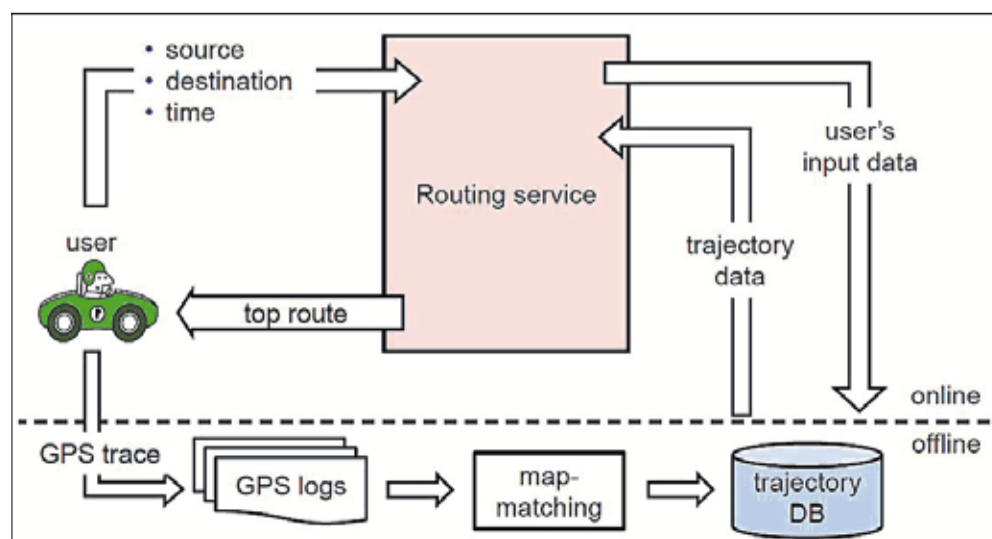 • source
• destination
• time
user's
input data
Routing service
user
trajectory
data
top route
P
online
offline
GPS trace
GPS logs
map-
matching
trajectory
DB